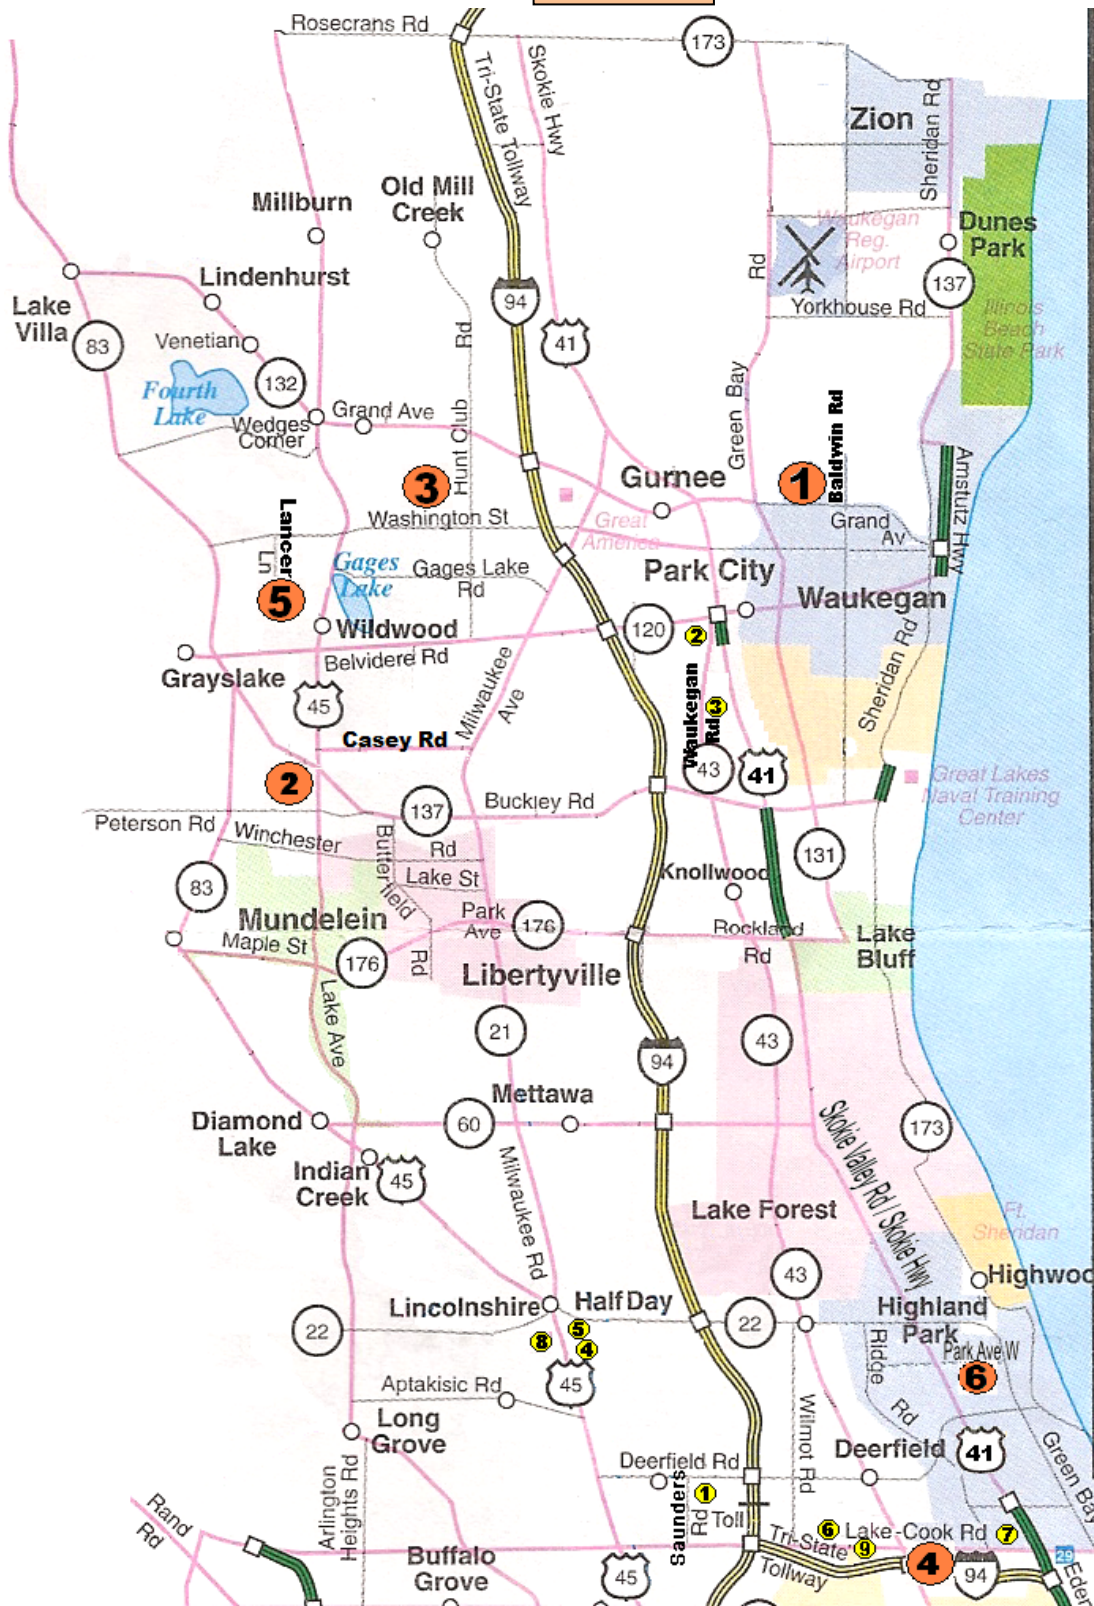 Rosecrans Rd
173
Tri-State Tollway
Skokie Hwy
Zion
Sheridan Rd
Old Mill
Creek
Millburn
Dunes
Park
Waukegan
Reg.
Airport
Lindenhurst
Lake
Villa
83
Venetian
132
94
41
Rd
137
Yorkhouse Rd
Illinois
Beach
State Park
Fourth
Lake
Wedges
Corner
Grand Ave
Hunt Club
Rd
Green Bay
Baldwin Rd
3
Gurnee
1
Amstutz Hwy
Lancer
Ln
Washington St
Great
America
Grand
Av
Gages
Lake
Gages Lake
Rd
Park City
5
Wildwood
120
2
Waukegan
Grayslake
Belvidere Rd
Milwaukee
Ave
Waukegan
Rd
3
Sheridan Rd
45
Casey Rd
43
41
2
Great Lakes
Naval Training
Center
137
Buckley Rd
Peterson Rd
Winchester
Rd
Butterfield
Rd
Lake St
131
Knollwood
83
Mundelein
Park
Ave
176
Rockland
Rd
Lake
Bluff
Maple St
176
Libertyville
Lake Ave
21
43
94
Mettawa
Diamond
Lake
60
Skokie Valley Rd / Skokie Hwy
173
Indian
Creek
45
Milwaukee Rd
Lake Forest
Ft.
Sheridan
43
Highwoo
Lincolnshire
Half Day
22
22
Highland
Park
8
5
4
Park Ave W
6
Ridge
Rd
45
Aptakisic Rd
Long
Grove
Wilmot Rd
Deerfield
41
Green Bay
Deerfield Rd
Arlington
Heights Rd
Saunders
Rd
1
Toll
Rand
Rd
6
Lake-Cook Rd
7
Tri-State
Tollway
9
4
94
29
Eden
Buffalo
Grove
45